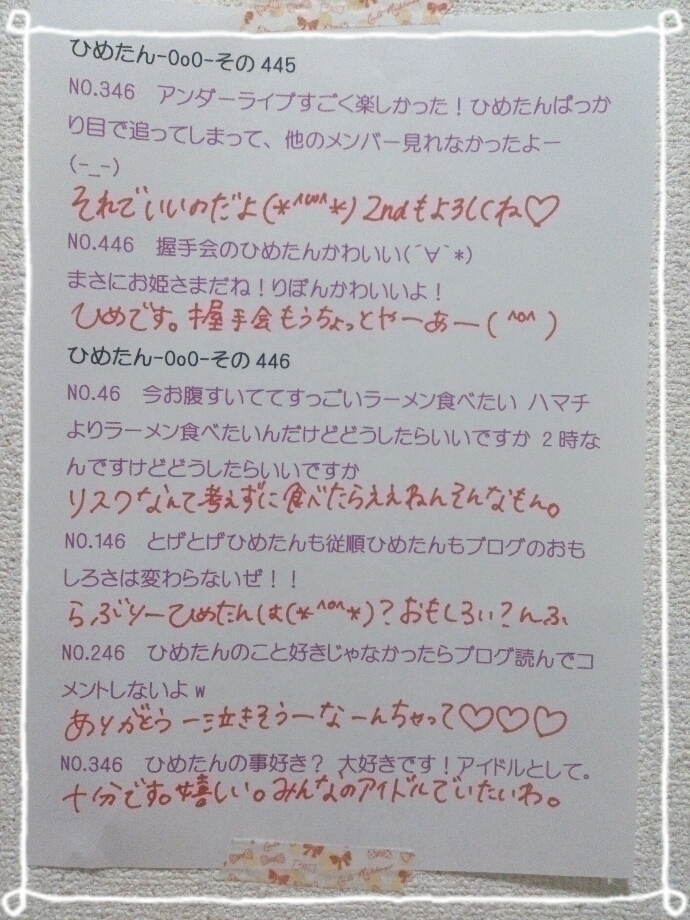 ひめたん-OoO-その445
NO.346　アンダーライブすごく楽しかった！ひめたんばっか
り目で追ってしまって、他のメンバー見れなかったよー
(-_-)
それでいいのだよ(*^ω^*)2ndもよろしくね♡
NO.446　握手会のひめたんかわいい(´∀`*)
まさにお姫さまだね！りぼんかわいいよ！
ひめです。握手会もうちょっとやーあー(^o^)
ひめたん-OoO-その446
NO.46　今お腹すいててすっごいラーメン食べたい ハマチ
よりラーメン食べたいんだけどどうしたらいいですか 2時な
んですけどどうしたらいいですか
リスクなんて考えずに食べたらええねんそんなもん。
NO.146　とげとげひめたんも従順ひめたんもブログのおも
しろさは変わらないぜ！！
らぶりーひめたんは(*^o^*)？おもしろい？んふ
NO.246　ひめたんのこと好きじゃなかったらブログ読んでコ
メントしないよｗ
ありがとうー泣きそうーなーんちゃって♡♡♡
NO.346　ひめたんの事好き？ 大好きです！アイドルとして。
十分です。嬉しい。みんなのアイドルでいたいわ。